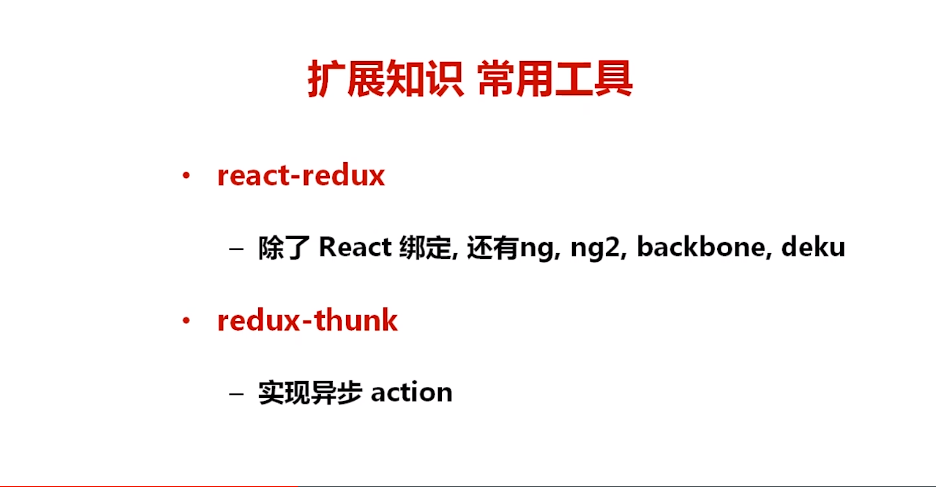 扩展知识 常用工具
• react-redux
– 除了 React 绑定, 还有ng, ng2, backbone, deku
• redux-thunk
– 实现异步 action